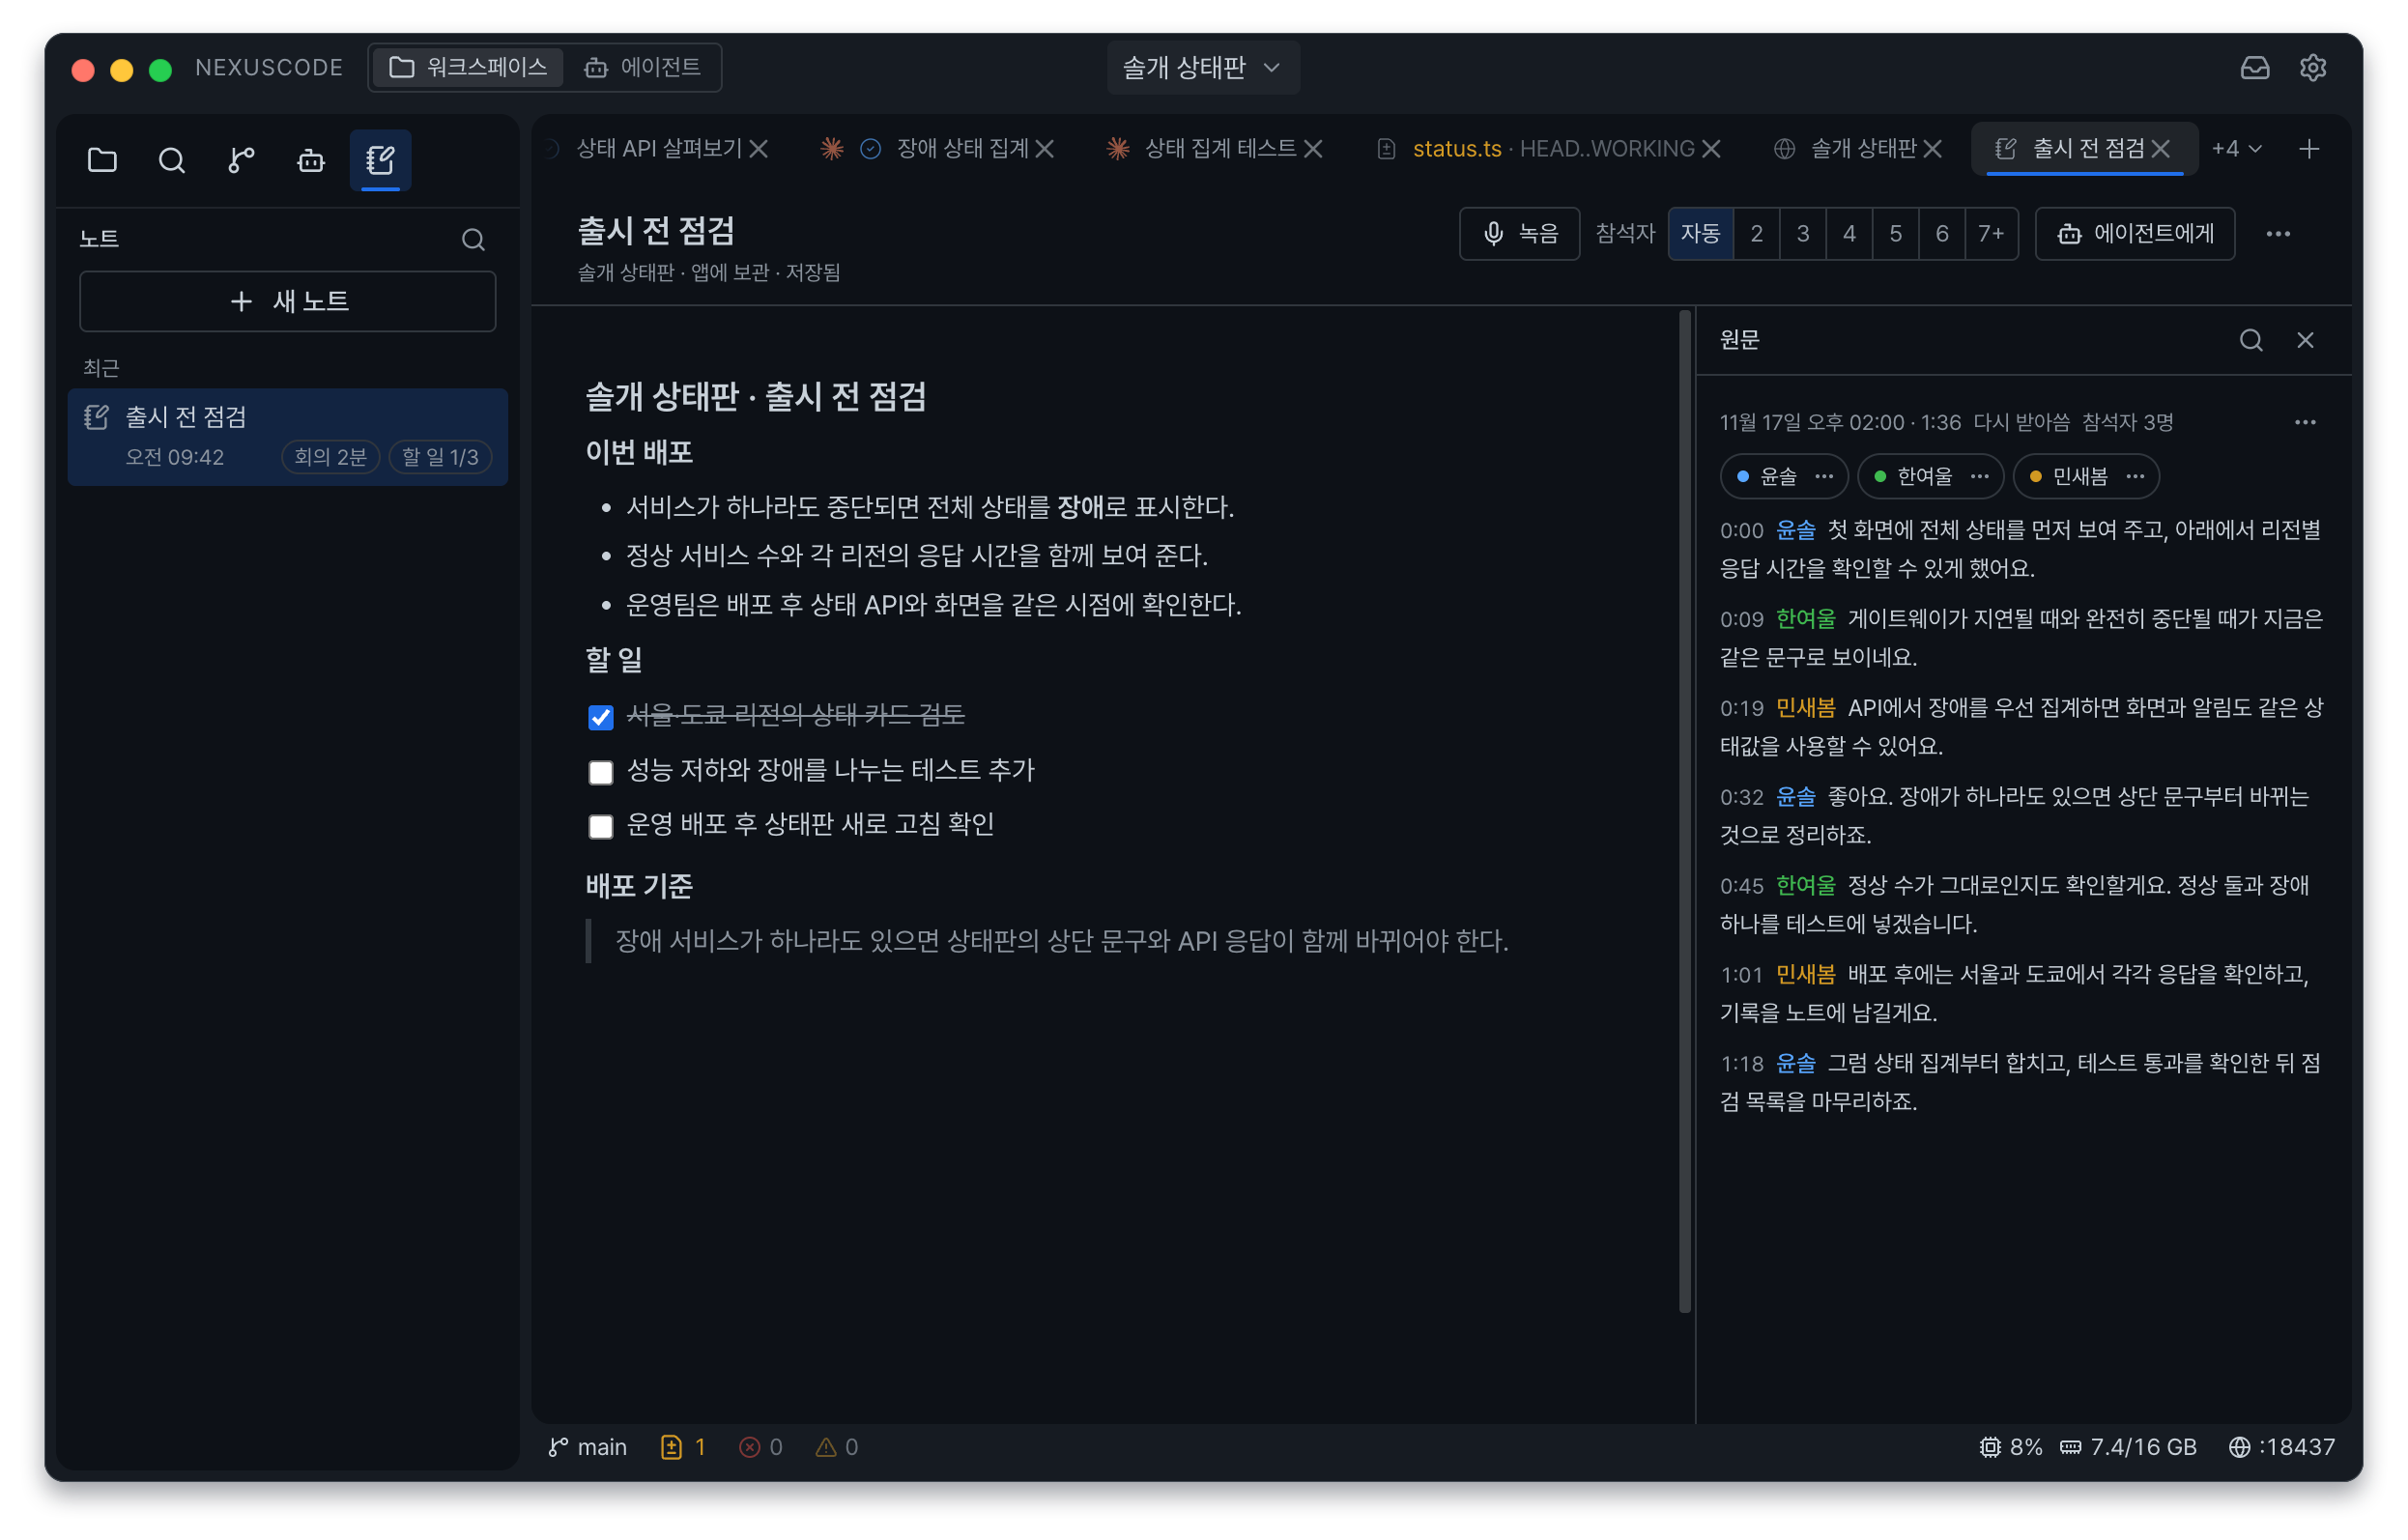 NEXUSCODE
워크스페이스
에이전트
솔개 상태판
상태 API 살펴보기
장애 상태 집계
상태 집계 테스트
status.ts · HEAD..WORKING
솔개 상태판
출시 전 점검
+4
노트
새 노트
최근
출시 전 점검
오전 09:42
회의 2분
할 일 1/3
출시 전 점검
솔개 상태판 · 앱에 보관 · 저장됨
녹음
참석자
자동
2
3
4
5
6
7+
에이전트에게
솔개 상태판 · 출시 전 점검
이번 배포
서비스가 하나라도 중단되면 전체 상태를 장애로 표시한다.
정상 서비스 수와 각 리전의 응답 시간을 함께 보여 준다.
운영팀은 배포 후 상태 API와 화면을 같은 시점에 확인한다.
할 일
서울·도쿄 리전의 상태 카드 검토
성능 저하와 장애를 나누는 테스트 추가
운영 배포 후 상태판 새로 고침 확인
배포 기준
장애 서비스가 하나라도 있으면 상태판의 상단 문구와 API 응답이 함께 바뀌어야 한다.
원문
11월 17일 오후 02:00 · 1:36 다시 받아씀 참석자 3명
윤솔
한여울
민새봄
0:00 윤솔 첫 화면에 전체 상태를 먼저 보여 주고, 아래에서 리전별
응답 시간을 확인할 수 있게 했어요.
0:09 한여울 게이트웨이가 지연될 때와 완전히 중단될 때가 지금은
같은 문구로 보이네요.
0:19 민새봄 API에서 장애를 우선 집계하면 화면과 알림도 같은 상
태값을 사용할 수 있어요.
0:32 윤솔 좋아요. 장애가 하나라도 있으면 상단 문구부터 바뀌는
것으로 정리하죠.
0:45 한여울 정상 수가 그대로인지도 확인할게요. 정상 둘과 장애
하나를 테스트에 넣겠습니다.
1:01 민새봄 배포 후에는 서울과 도쿄에서 각각 응답을 확인하고,
기록을 노트에 남길게요.
1:18 윤솔 그럼 상태 집계부터 합치고, 테스트 통과를 확인한 뒤 점
검 목록을 마무리하죠.
main
1
0
0
8%
7.4/16 GB
:18437